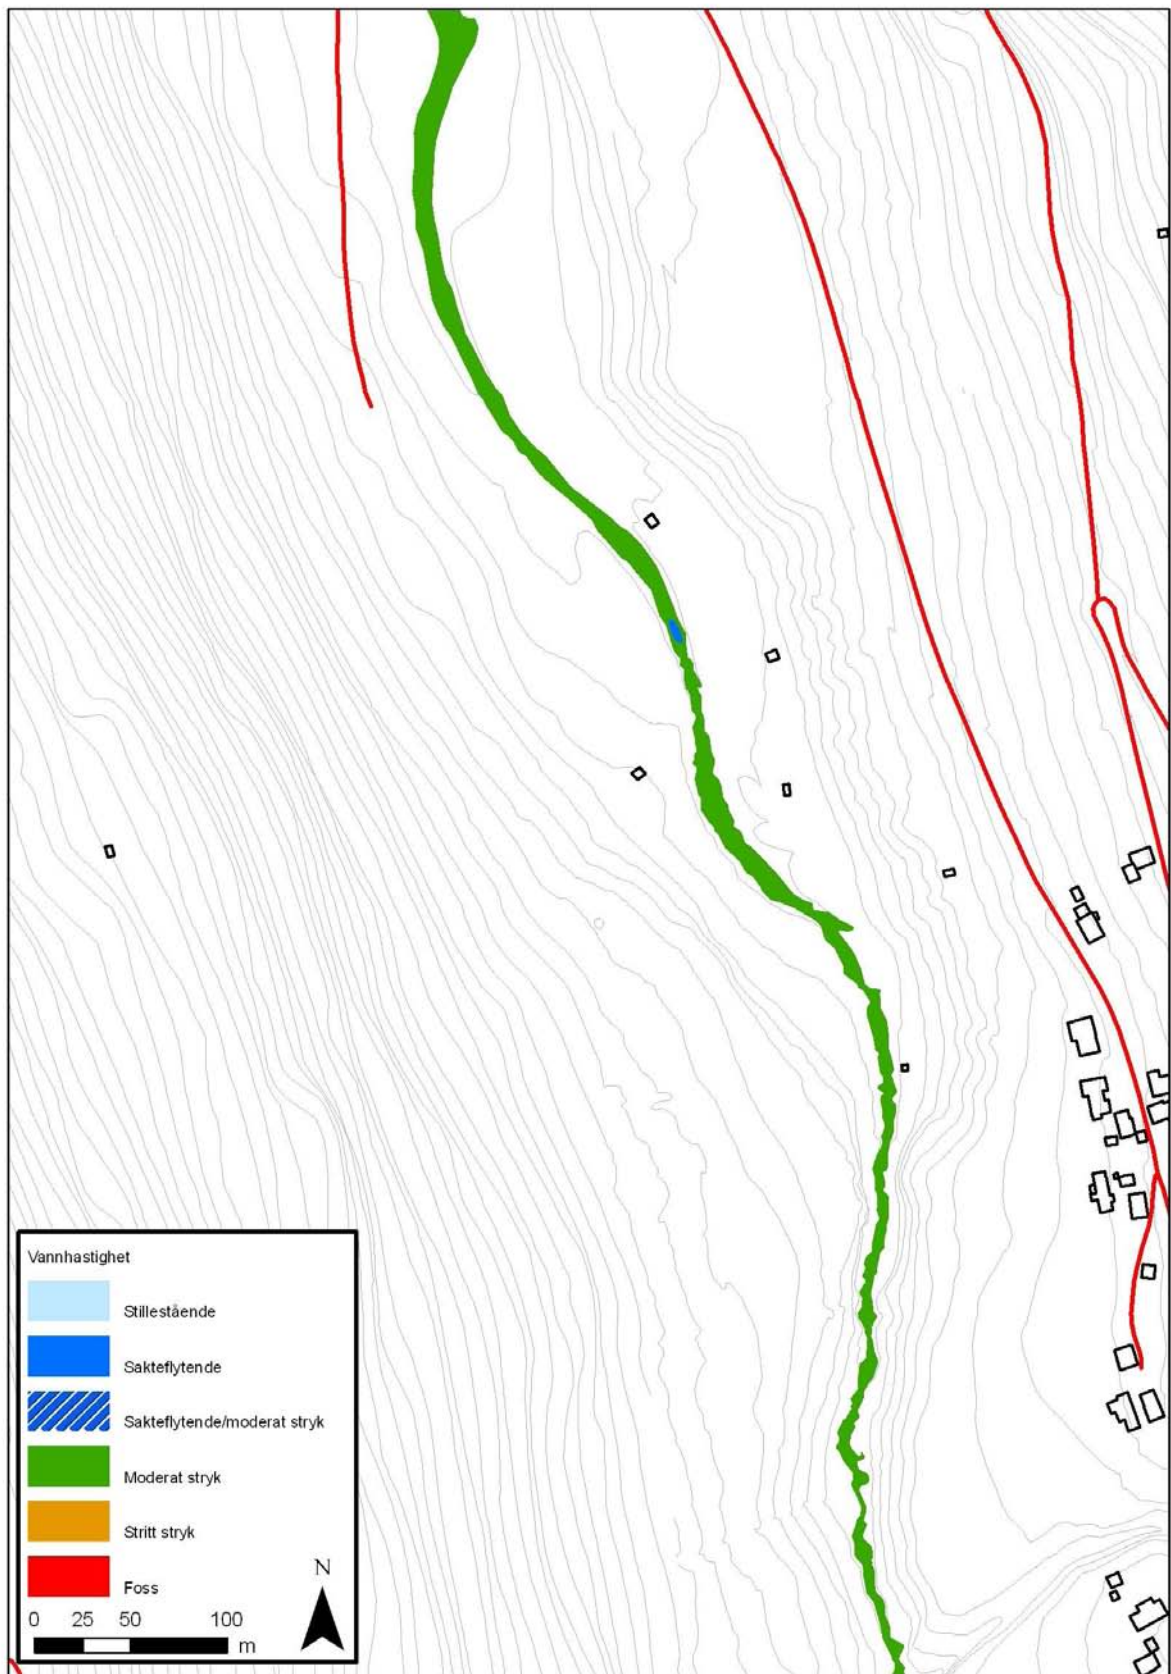 Vannhastighet
Stillestående
Sakteflytende
Sakteflytende/moderat stryk
Moderat stryk
Stritt stryk
Foss
N
0 25 50 100
m